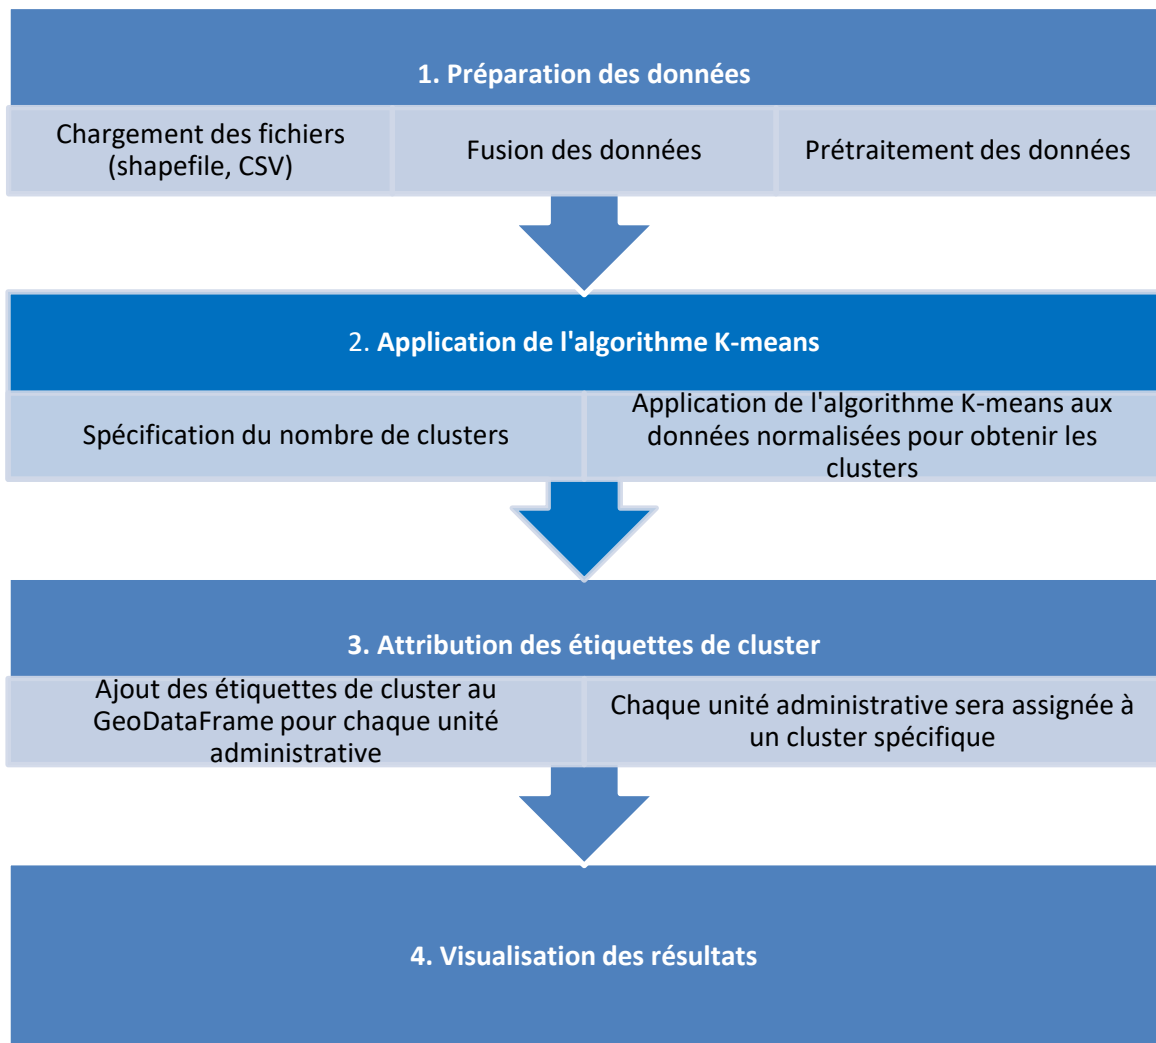 1. Préparation des données
Chargement des fichiers
(shapefile, CSV)
Fusion des données
Prétraitement des données
2. Application de l'algorithme K-means
Spécification du nombre de clusters
Application de l'algorithme K-means aux
données normalisées pour obtenir les
clusters
3. Attribution des étiquettes de cluster
Ajout des étiquettes de cluster au
GeoDataFrame pour chaque unité
administrative
Chaque unité administrative sera assignée à
un cluster spécifique
4. Visualisation des résultats